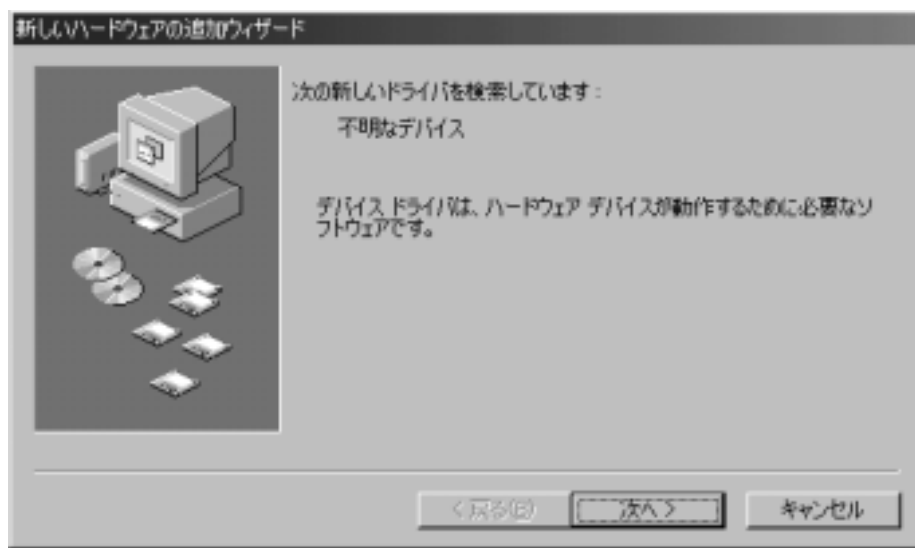 新しいハードウェアの追加ウィザード
次の新しいドライバを検索しています：
不明なデバイス
デバイス ドライバは、ハードウェア デバイスが動作するために必要なソ
フトウェアです。
< 戻る(B)
次へ >
キャンセル